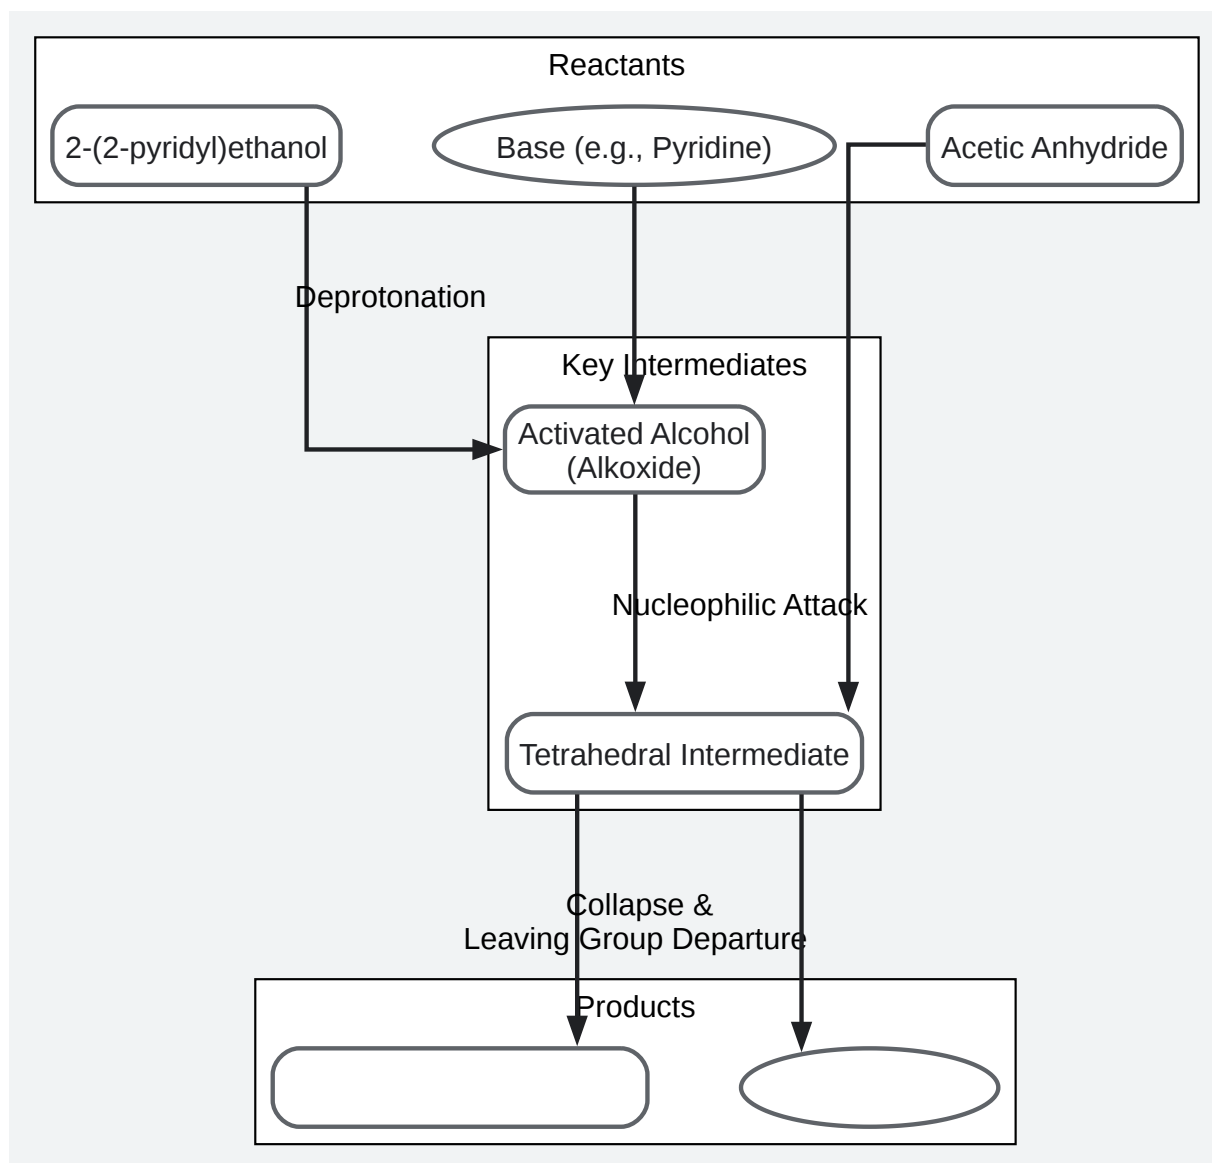 Reactants
2-(2-pyridyl)ethanol
Base (e.g., Pyridine)
Acetic Anhydride
Deprotonation
Key Intermediates
Activated Alcohol
(Alkoxide)
Nucleophilic Attack
Tetrahedral Intermediate
Collapse &
Leaving Group Departure
Products